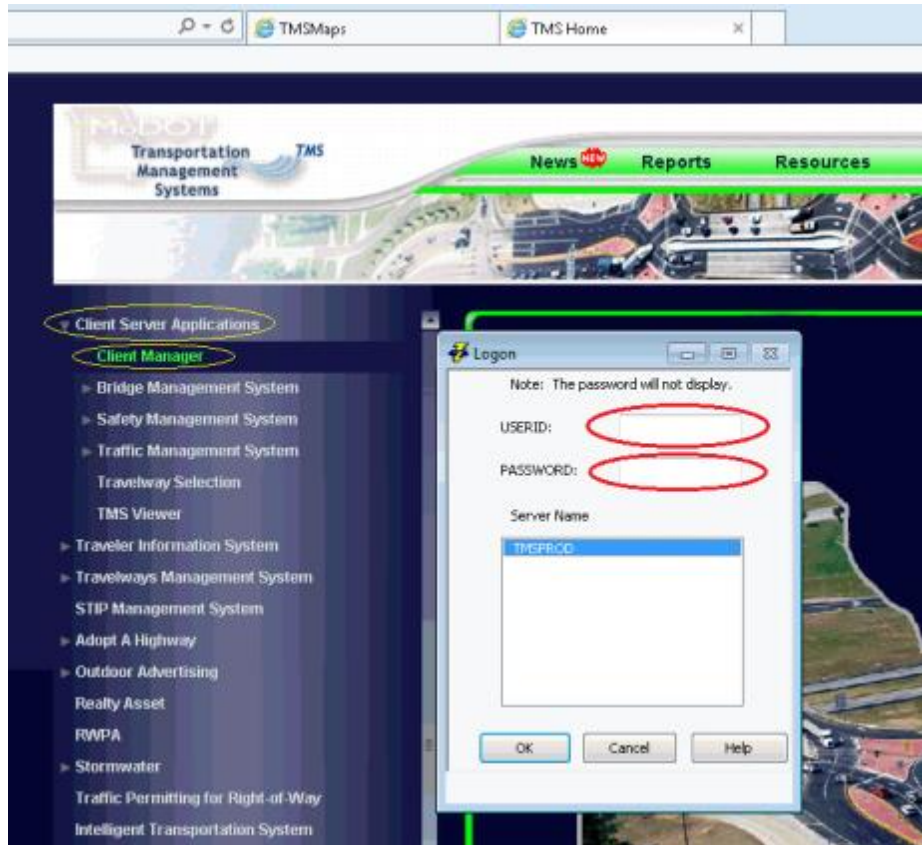 TMSMaps
TMS Home
MoDOT
Transportation
Management
Systems
TMS
News NEW Reports Resources
Client Server Applications
Client Manager
Bridge Management System
Safety Management System
Traffic Management System
Travelway Selection
TMS Viewer
Traveler Information System
Travelways Management System
STIP Management System
Adopt A Highway
Outdoor Advertising
Realty Asset
RWPA
Stormwater
Traffic Permitting for Right-of-Way
Intelligent Transportation System
Logon
Note: The password will not display.
USERID:
PASSWORD:
Server Name
TMSPROD
OK Cancel Help